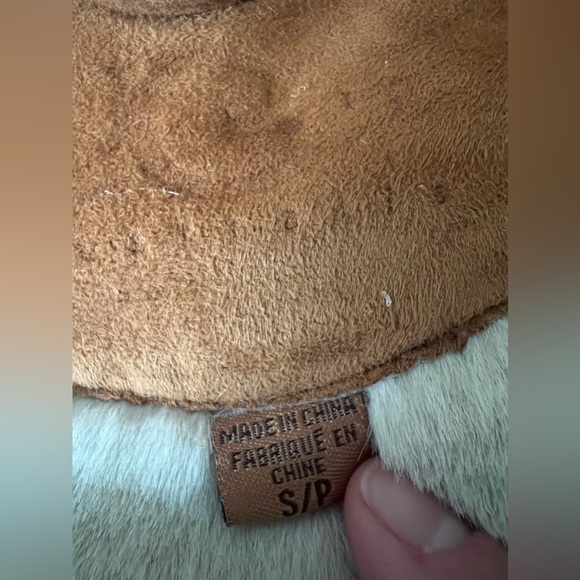 MADE IN CHINA
FABRIQUÉ EN
CHINE
S/P